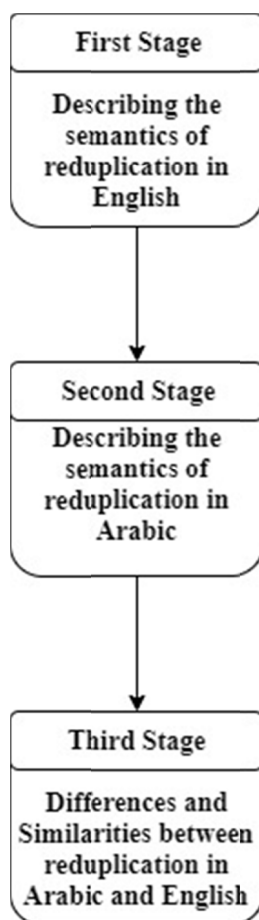 First Stage
Describing the
semantics of
reduplication in
English
Second Stage
Describing the
semantics of
reduplication in
Arabic
Third Stage
Differences and
Similarities between
reduplication in
Arabic and English